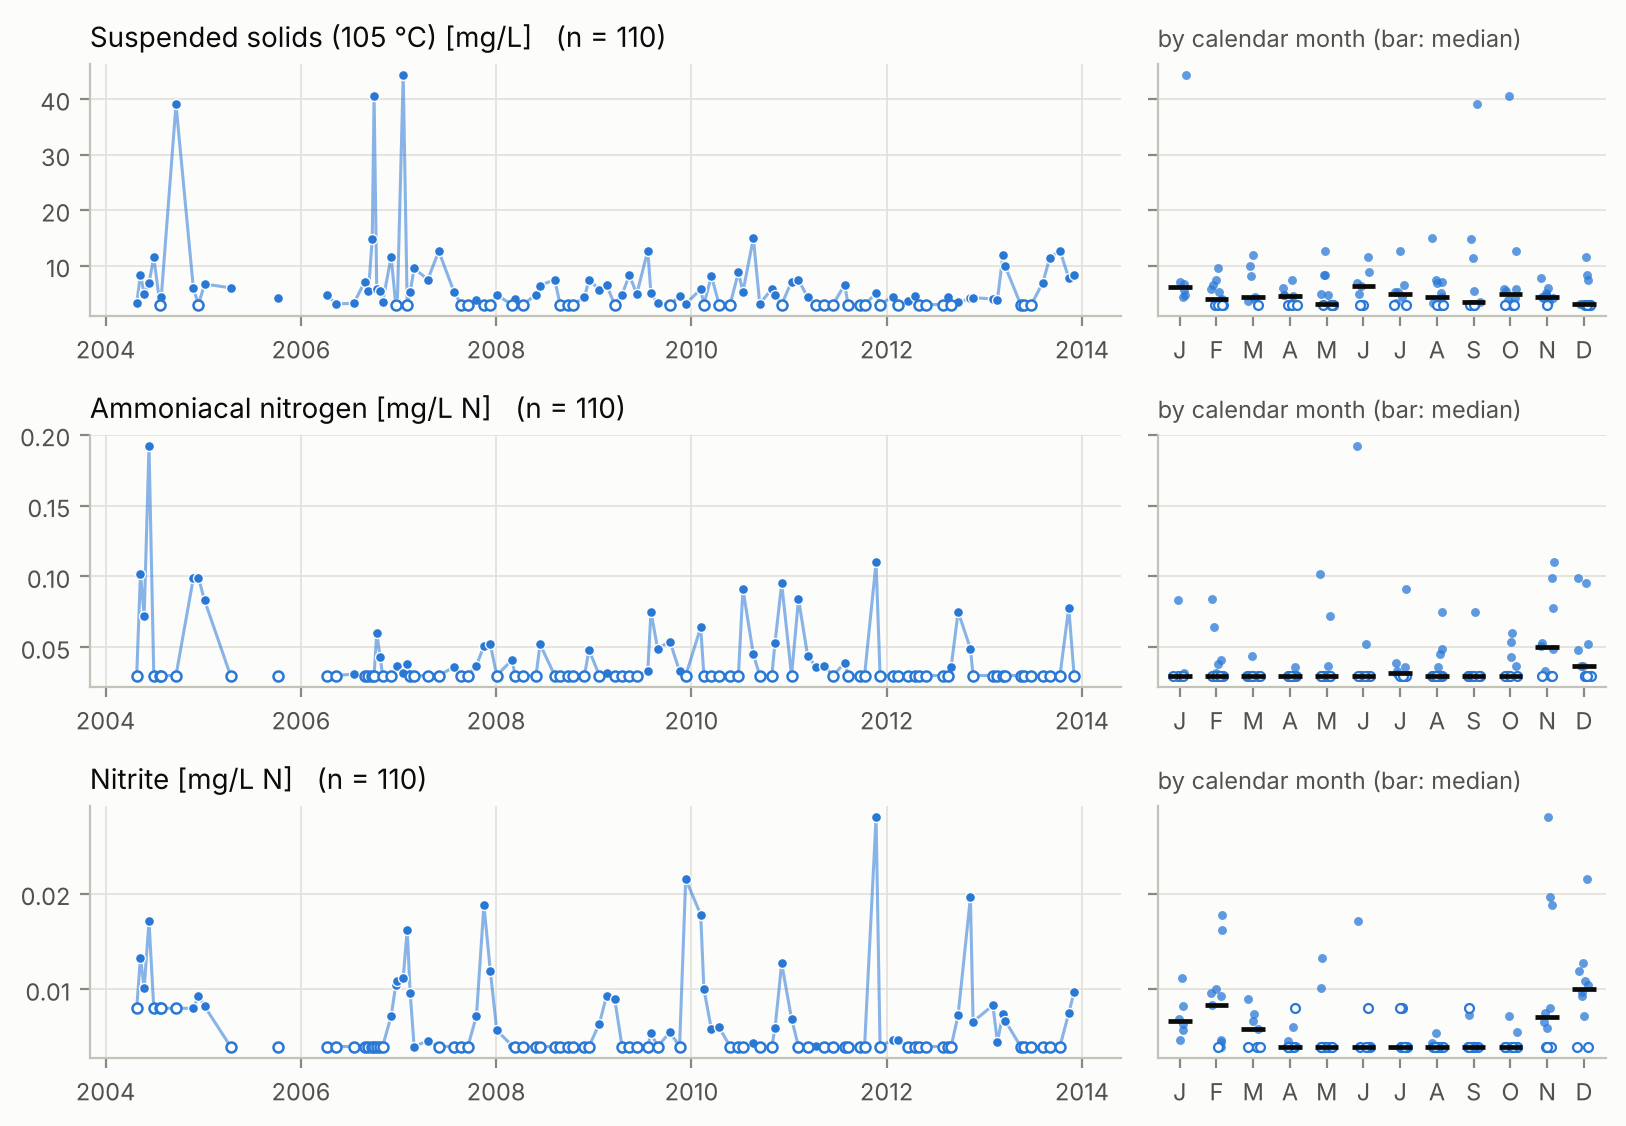 Suspended solids (105 °C) [mg/L] (n = 110)
by calendar month (bar: median)
40
30
20
10
2004 2006 2008 2010 2012 2014
J F M A M J J A S O N D
Ammoniacal nitrogen [mg/L N] (n = 110)
by calendar month (bar: median)
0.20
0.15
0.10
0.05
2004 2006 2008 2010 2012 2014
J F M A M J J A S O N D
Nitrite [mg/L N] (n = 110)
by calendar month (bar: median)
0.02
0.01
2004 2006 2008 2010 2012 2014
J F M A M J J A S O N D